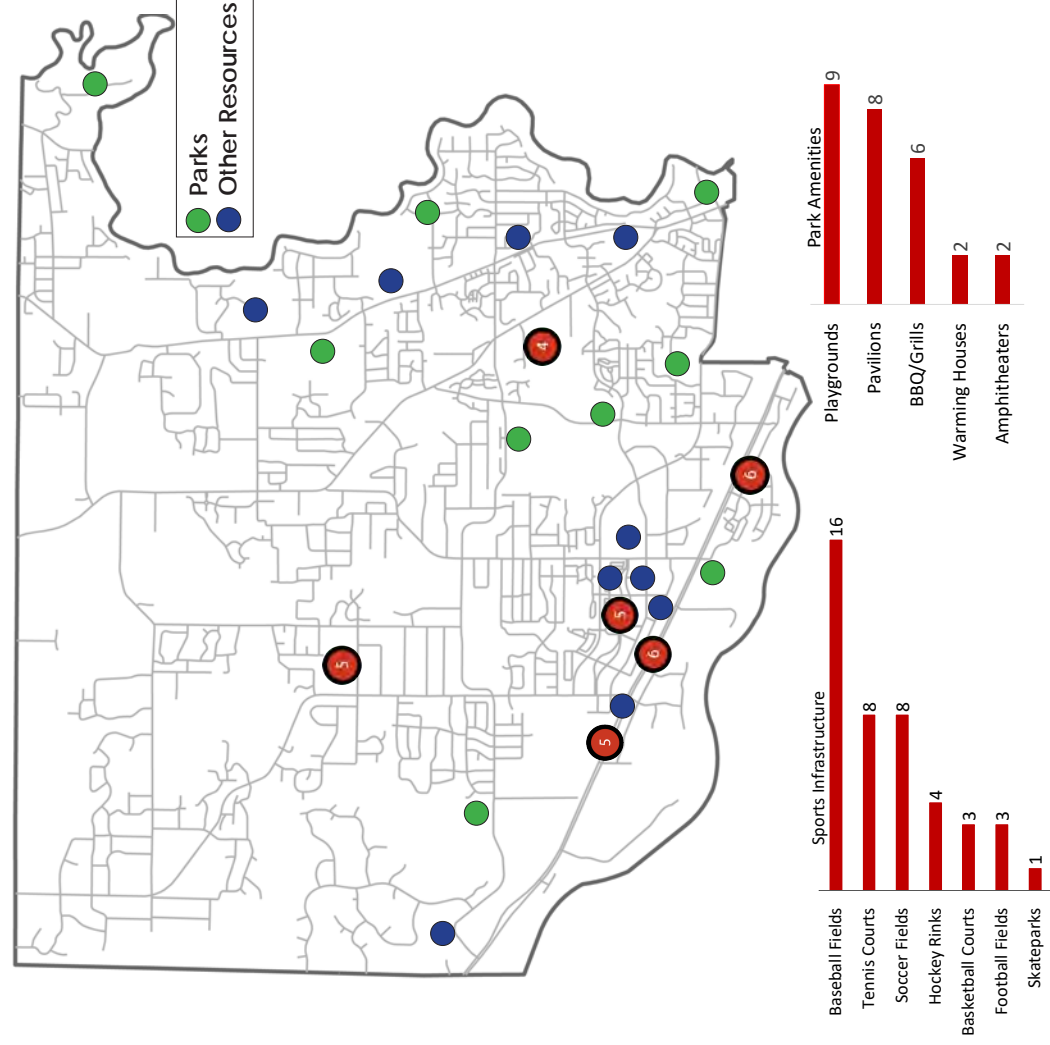 Parks
Other Resources
5
4
5
5
6
6
Sports Infrastructure
Baseball Fields 16
Tennis Courts 8
Soccer Fields 8
Hockey Rinks 4
Basketball Courts 3
Football Fields 3
Skateparks 1
Park Amenities
Playgrounds 9
Pavilions 8
BBQ/Grills 6
Warming Houses 2
Amphitheaters 2